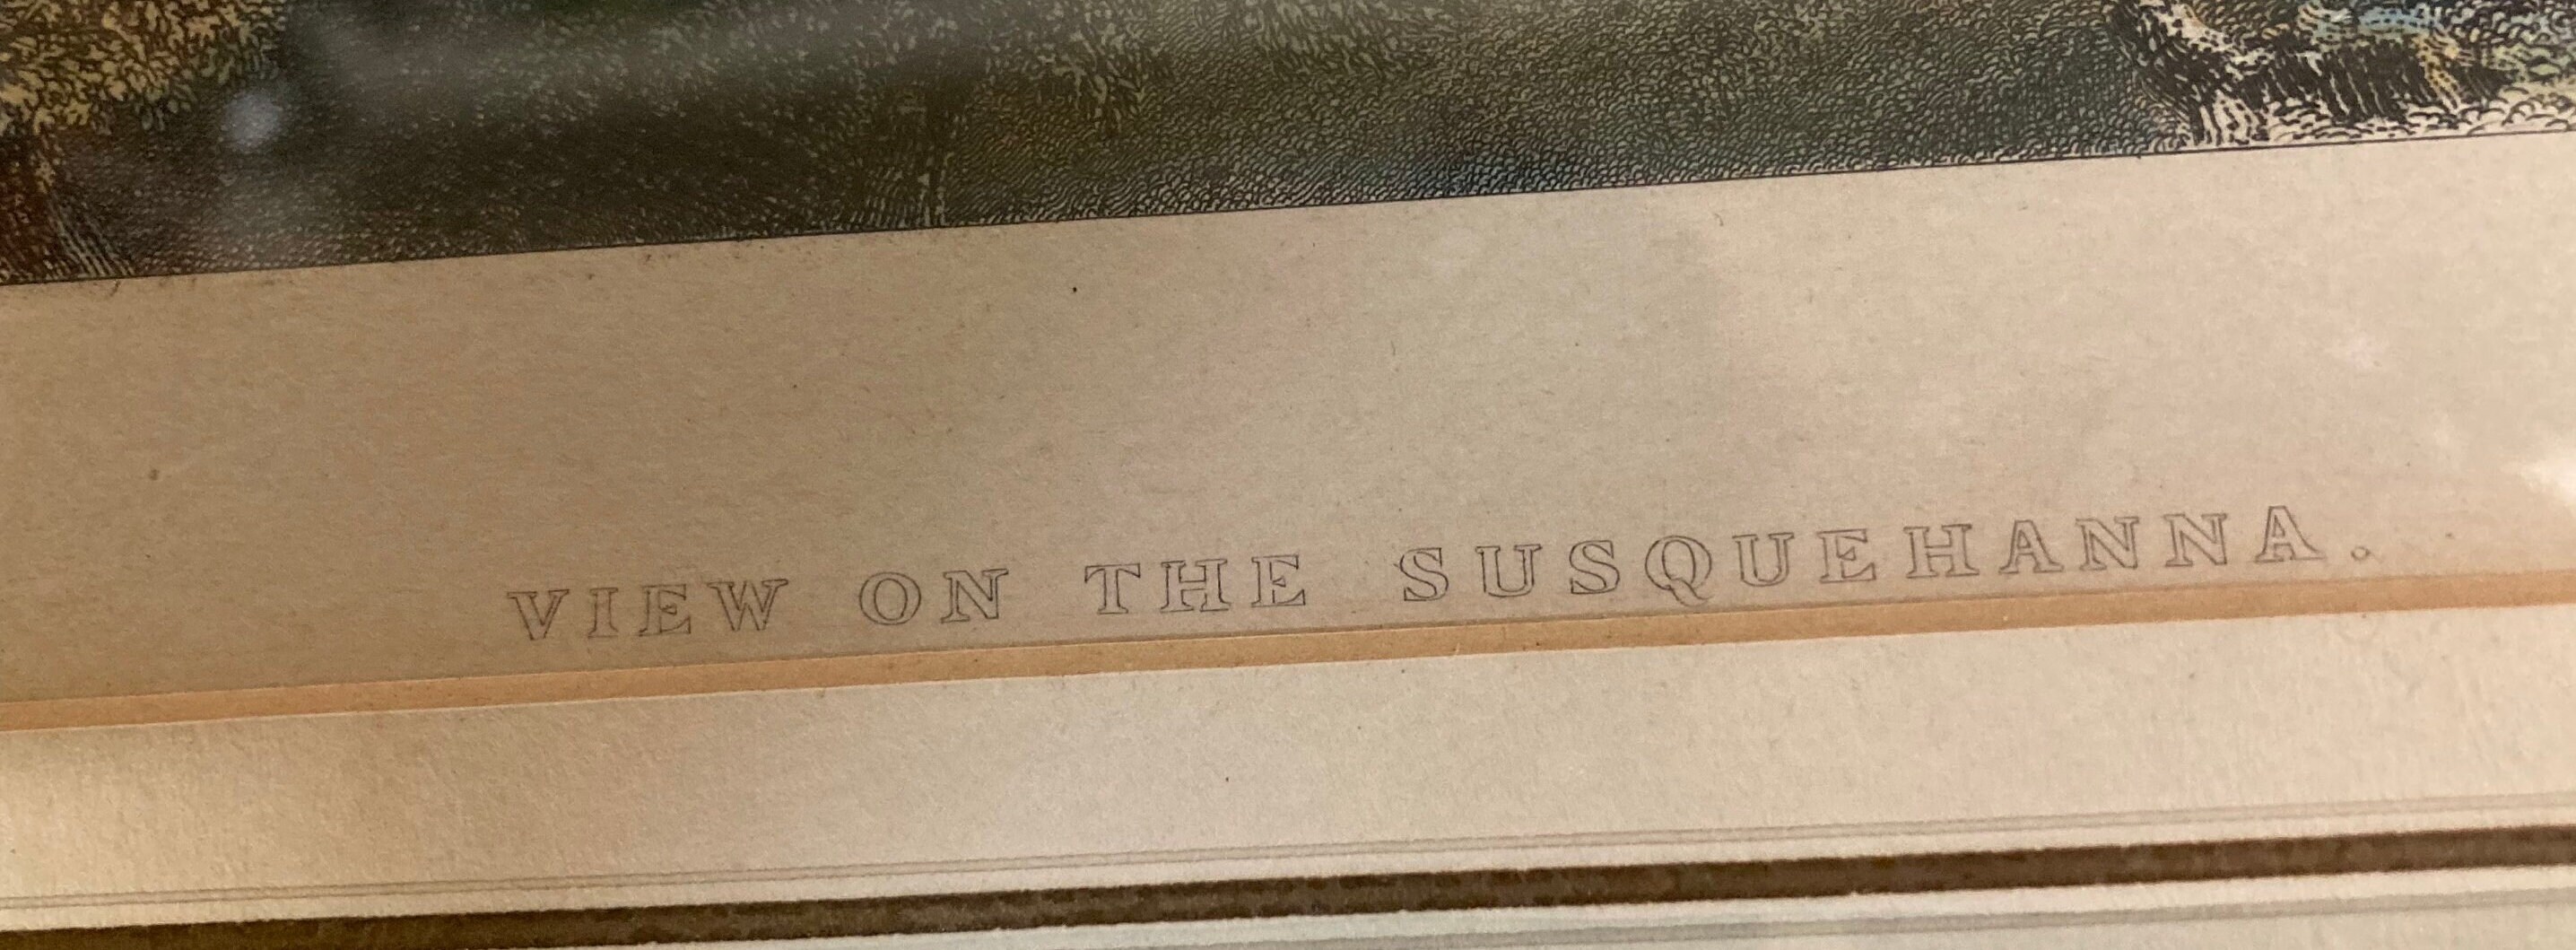 VIEW ON THE SUSQUEHANNA.